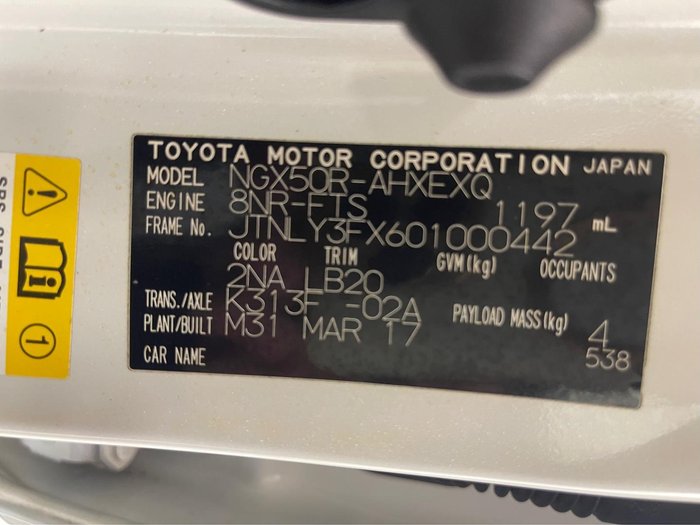 TOYOTA MOTOR CORPORATION JAPAN
MODEL NGX50R-AHXEXQ
ENGINE 8NR-FTS 1197 mL
FRAME No. JTNLY3FX601000442
COLOR TRIM GVM(kg) OCCUPANTS
2NA LB20
TRANS./AXLE K313F -02A PAYLOAD MASS(kg) 4
PLANT/BUILT M31 MAR 17 538
CAR NAME
1